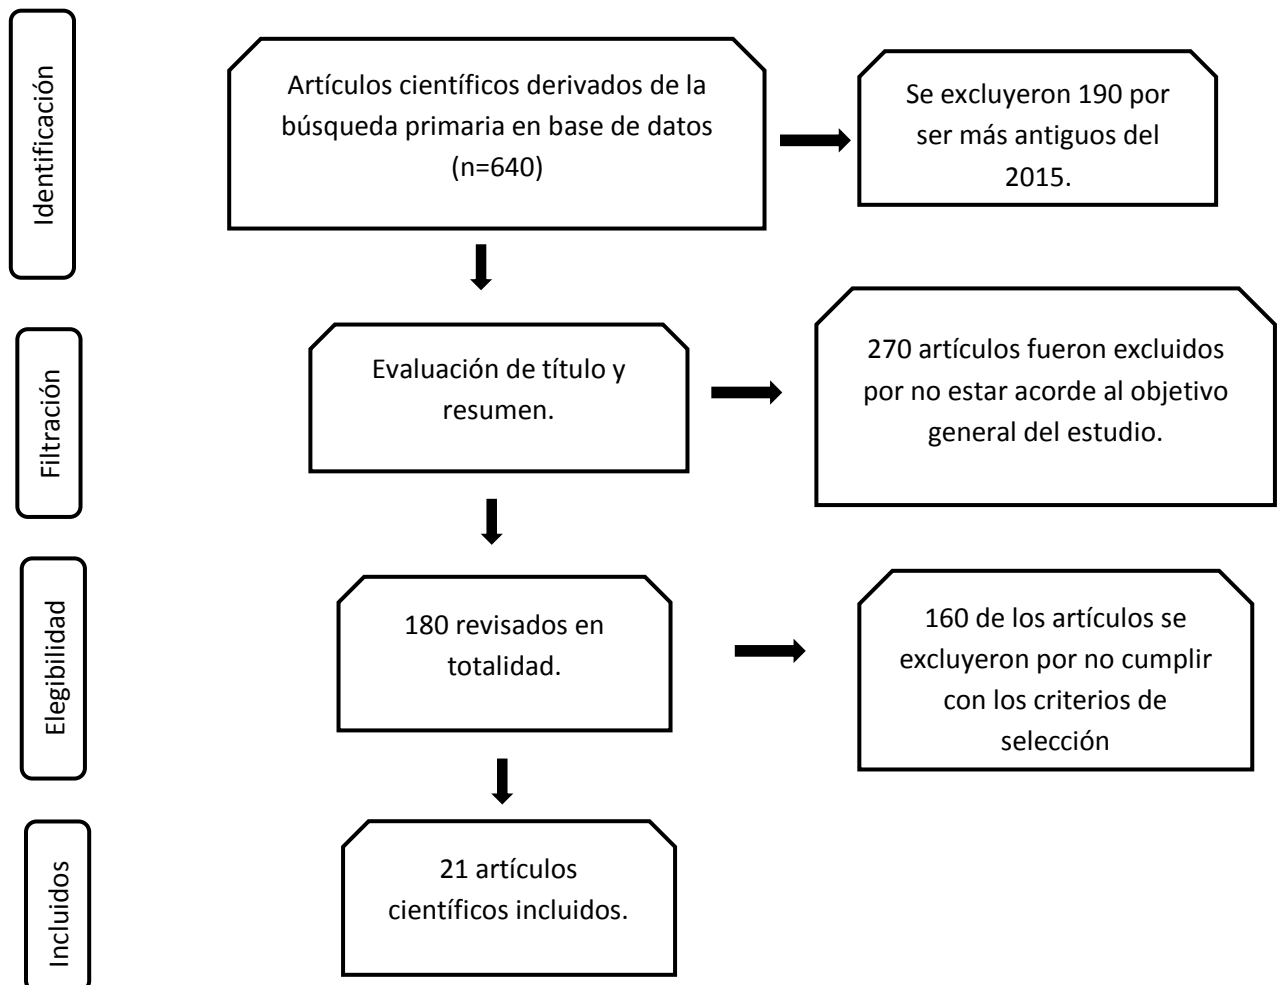 Identificación
Artículos científicos derivados de la
búsqueda primaria en base de datos
(n=640)
Se excluyeron 190 por
ser más antiguos del
2015.
Filtración
Evaluación de título y
resumen.
270 artículos fueron excluidos
por no estar acorde al objetivo
general del estudio.
Elegibilidad
180 revisados en
totalidad.
160 de los artículos se
excluyeron por no cumplir
con los criterios de
selección
Incluidos
21 artículos
científicos incluidos.